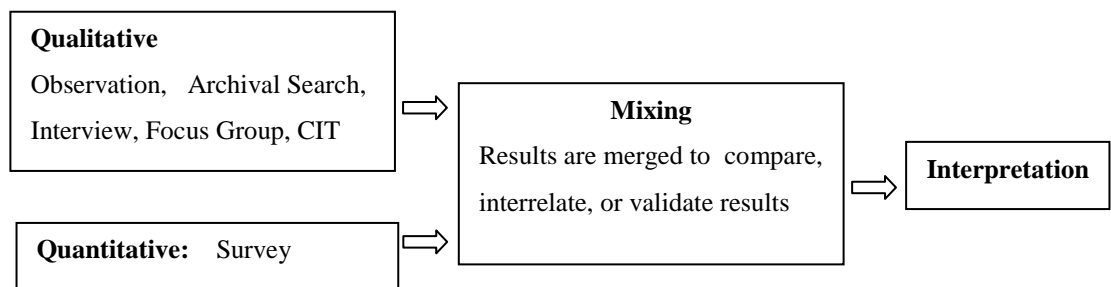 Qualitative
Observation, Archival Search,
Interview, Focus Group, CIT
Mixing
Results are merged to compare,
interrelate, or validate results
Interpretation
Quantitative: Survey